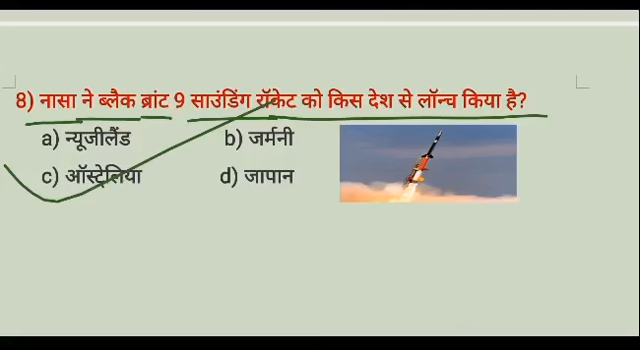 8) नासा ने ब्लैक ब्रांट 9 साउंडिंग रॉकेट को किस देश से लॉन्च किया है?
a) न्यूजीलैंड b) जर्मनी
c) ऑस्ट्रेलिया d) जापान